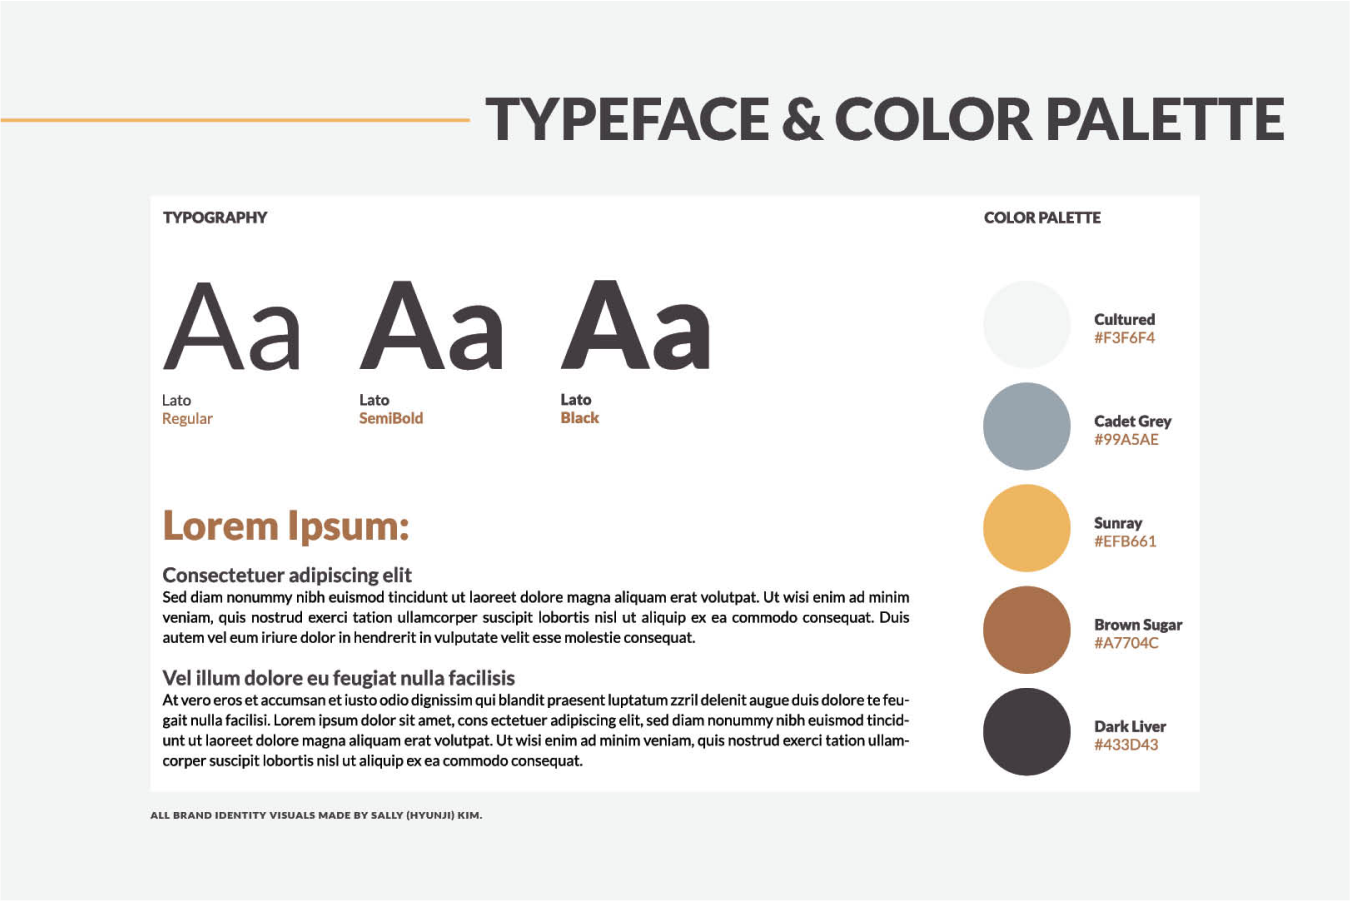 TYPEFACE & COLOR PALETTE
TYPOGRAPHY
Aa Aa Aa
Lato Lato Lato
Regular SemiBold Black
Lorem Ipsum:
Consectetuer adipiscing elit
Sed diam nonummy nibh euismod tincidunt ut laoreet dolore magna aliquam erat volutpat. Ut wisi enim ad minim
veniam, quis nostrud exerci tation ullamcorper suscipit lobortis nisl ut aliquip ex ea commodo consequat. Duis
autem vel eum iriure dolor in hendrerit in vulputate velit esse molestie consequat.
Vel illum dolore eu feugiat nulla facilisis
At vero eros et accumsan et iusto odio dignissim qui blandit praesent luptatum zzril delenit augue duis dolore te feu-
gait nulla facilisi. Lorem ipsum dolor sit amet, cons ectetuer adipiscing elit, sed diam nonummy nibh euismod tincid-
unt ut laoreet dolore magna aliquam erat volutpat. Ut wisi enim ad minim veniam, quis nostrud exerci tation ullam-
corper suscipit lobortis nisl ut aliquip ex ea commodo consequat.
COLOR PALETTE
Cultured
#F3F6F4
Cadet Grey
#99A5AE
Sunray
#EFB661
Brown Sugar
#A7704C
Dark Liver
#433D43
ALL BRAND IDENTITY VISUALS MADE BY SALLY (HYUNJI) KIM.